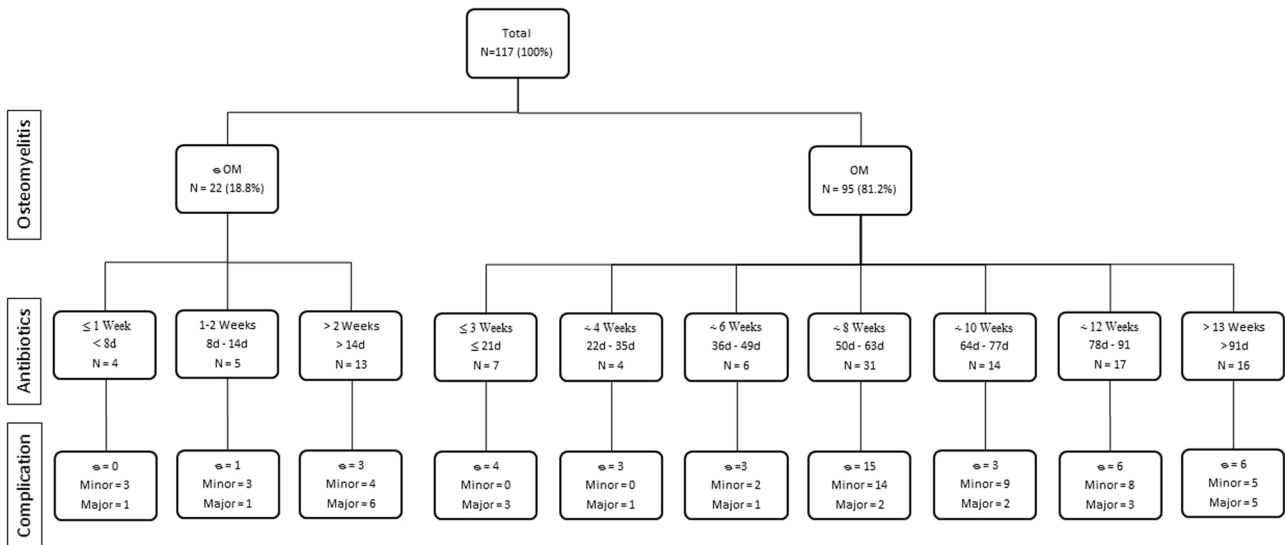 Total
N=117 (100%)
Osteomyelitis
ᴓ OM
N = 22 (18.8%)
OM
N = 95 (81.2%)
Antibiotics
≤ 1 Week
< 8d
N = 4
1-2 Weeks
8d - 14d
N = 5
> 2 Weeks
> 14d
N = 13
≤ 3 Weeks
≤ 21d
N = 7
~ 4 Weeks
22d - 35d
N = 4
~ 6 Weeks
36d - 49d
N = 6
~ 8 Weeks
50d - 63d
N = 31
~ 10 Weeks
64d - 77d
N = 14
~ 12 Weeks
78d - 91
N = 17
> 13 Weeks
>91d
N = 16
Complication
ᴓ = 0
Minor = 3
Major = 1
ᴓ = 1
Minor = 3
Major = 1
ᴓ = 3
Minor = 4
Major = 6
ᴓ = 4
Minor = 0
Major = 3
ᴓ = 3
Minor = 0
Major = 1
ᴓ =3
Minor = 2
Major = 1
ᴓ = 15
Minor = 14
Major = 2
ᴓ = 3
Minor = 9
Major = 2
ᴓ = 6
Minor = 8
Major = 3
ᴓ = 6
Minor = 5
Major = 5